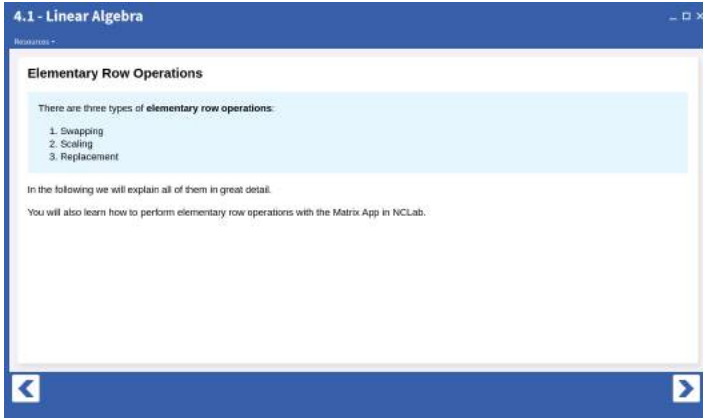 4.1 - Linear Algebra
Resources
Elementary Row Operations
There are three types of elementary row operations:
1. Swapping
2. Scaling
3. Replacement
In the following we will explain all of them in great detail.
You will also learn how to perform elementary row operations with the Matrix App in NCLab.